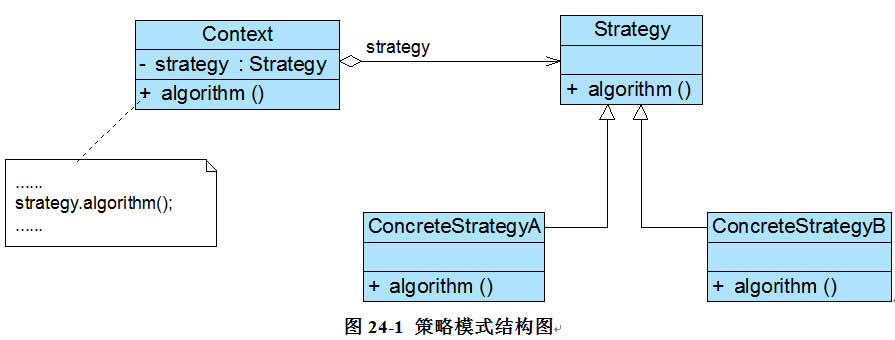 Context
- strategy : Strategy
+ algorithm ()
strategy
Strategy
+ algorithm ()
......
strategy.algorithm();
......
ConcreteStrategyA
+ algorithm ()
ConcreteStrategyB
+ algorithm ()
图 24-1 策略模式结构图